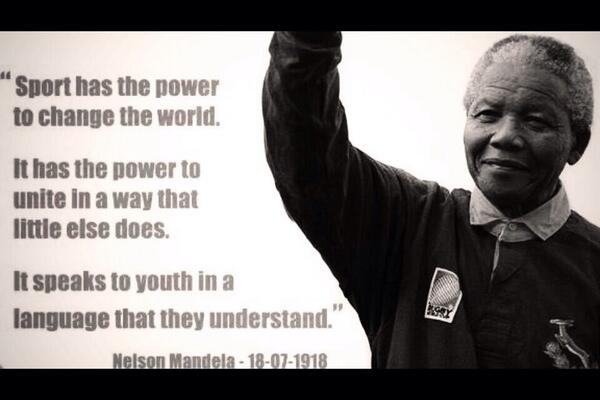 “Sport has the power
to change the world.
It has the power to
unite in a way that
little else does.
It speaks to youth in a
language that they understand.”
Nelson Mandela - 18-07-1918